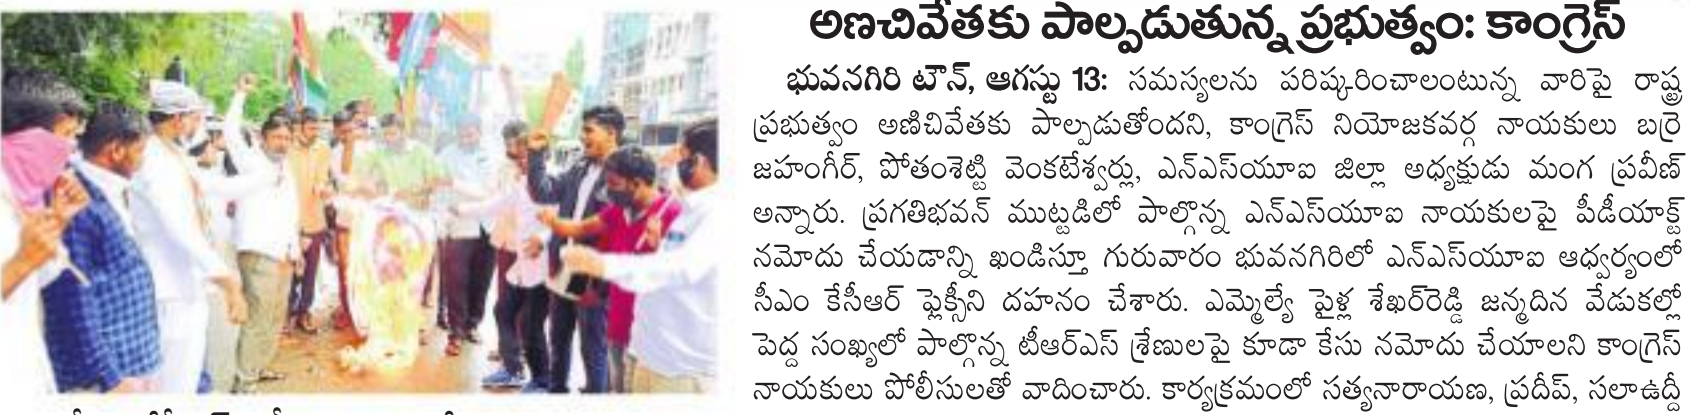 అణచివేతకు పాల్పడుతున్న ప్రభుత్వం: కాంగ్రెస్
భువనగిరి టౌన్, ఆగస్టు 13: సమస్యలను పరిష్కరించాలంటున్న వారిపై రాష్ట్ర
ప్రభుత్వం అణిచివేతకు పాల్పడుతోందని, కాంగ్రెస్ నియోజకవర్గ నాయకులు బర్రె
జహంగీర్, పోతంశెట్టి వెంకటేశ్వర్లు, ఎన్ఎస్‌యూఐ జిల్లా అధ్యక్షుడు మంగ ప్రవీణ్
అన్నారు. ప్రగతిభవన్ ముట్టడిలో పాల్గొన్న ఎన్ఎస్‌యూఐ నాయకులపై పీడీయాక్ట్
నమోదు చేయడాన్ని ఖండిస్తూ గురువారం భువనగిరిలో ఎన్ఎస్‌యూఐ ఆధ్వర్యంలో
సీఎం కేసీఆర్ ఫ్లెక్సీని దహనం చేశారు. ఎమ్మెల్యే పైళ్ల శేఖర్‌రెడ్డి జన్మదిన వేడుకల్లో
పెద్ద సంఖ్యలో పాల్గొన్న టీఆర్ఎస్ శ్రేణులపై కూడా కేసు నమోదు చేయాలని కాంగ్రెస్
నాయకులు పోలీసులతో వాదించారు. కార్యక్రమంలో సత్యనారాయణ, ప్రదీప్, సలాఉద్దీ